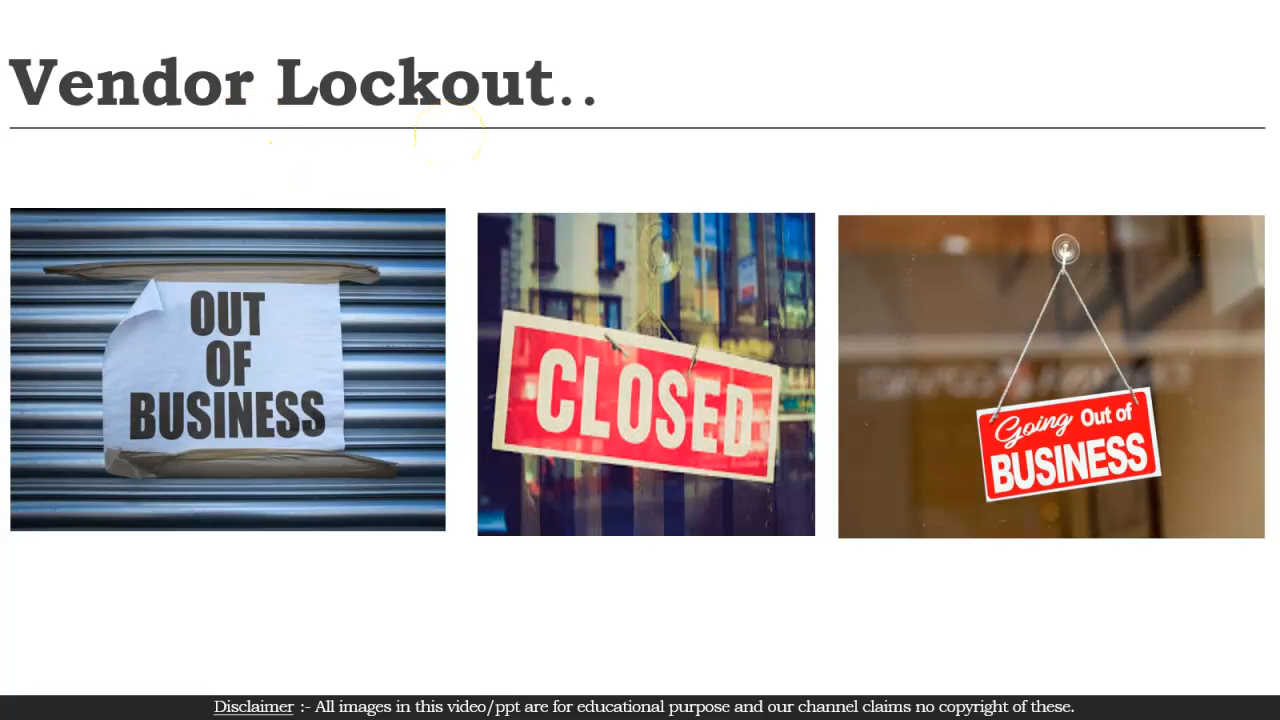 Vendor Lockout..
OUT
OF
BUSINESS
CLOSED
Going Out of
BUSINESS
Disclaimer :- All images in this video/ppt are for educational purpose and our channel claims no copyright of these.